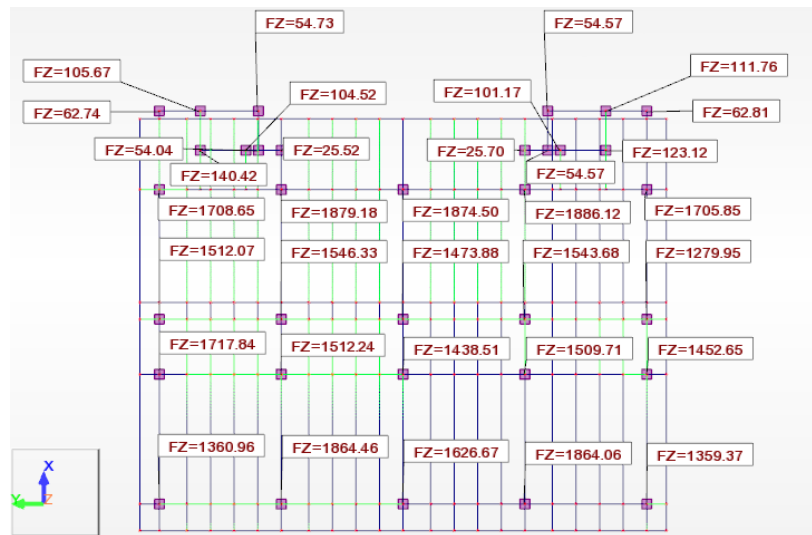 FZ=54.73
FZ=54.57
FZ=105.67
FZ=111.76
FZ=104.52
FZ=101.17
FZ=62.74
FZ=62.81
FZ=54.04
FZ=25.52
FZ=25.70
FZ=123.12
FZ=140.42
FZ=54.57
FZ=1708.65
FZ=1879.18
FZ=1874.50
FZ=1886.12
FZ=1705.85
FZ=1512.07
FZ=1546.33
FZ=1473.88
FZ=1543.68
FZ=1279.95
FZ=1717.84
FZ=1512.24
FZ=1438.51
FZ=1509.71
FZ=1452.65
FZ=1360.96
FZ=1864.46
FZ=1626.67
FZ=1864.06
FZ=1359.37
X
Y
Z